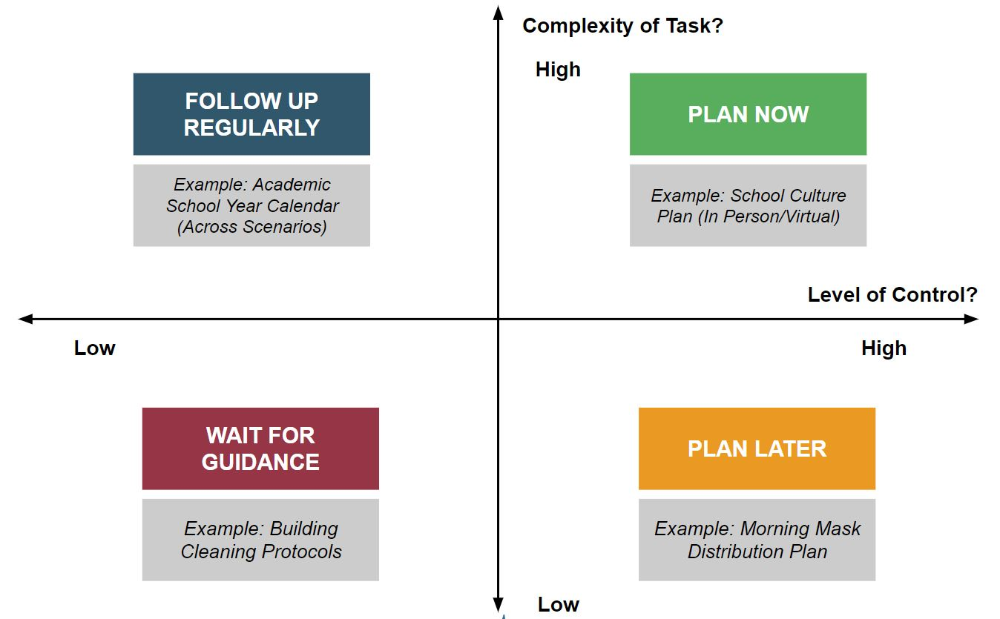 Complexity of Task?
High
FOLLOW UP
REGULARLY
Example: Academic
School Year Calendar
(Across Scenarios)
PLAN NOW
Example: School Culture
Plan (In Person/Virtual)
Level of Control?
Low
High
WAIT FOR
GUIDANCE
Example: Building
Cleaning Protocols
PLAN LATER
Example: Morning Mask
Distribution Plan
Low